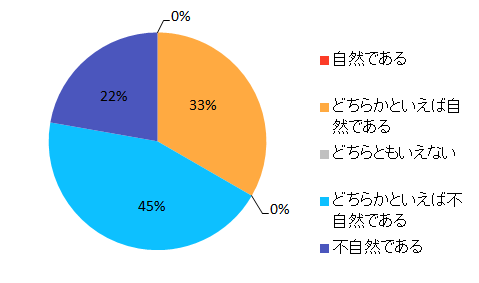 0%
22%
33%
45%
0%
自然である
どちらかといえば自
然である
どちらともいえない
どちらかといえば不
自然である
不自然である